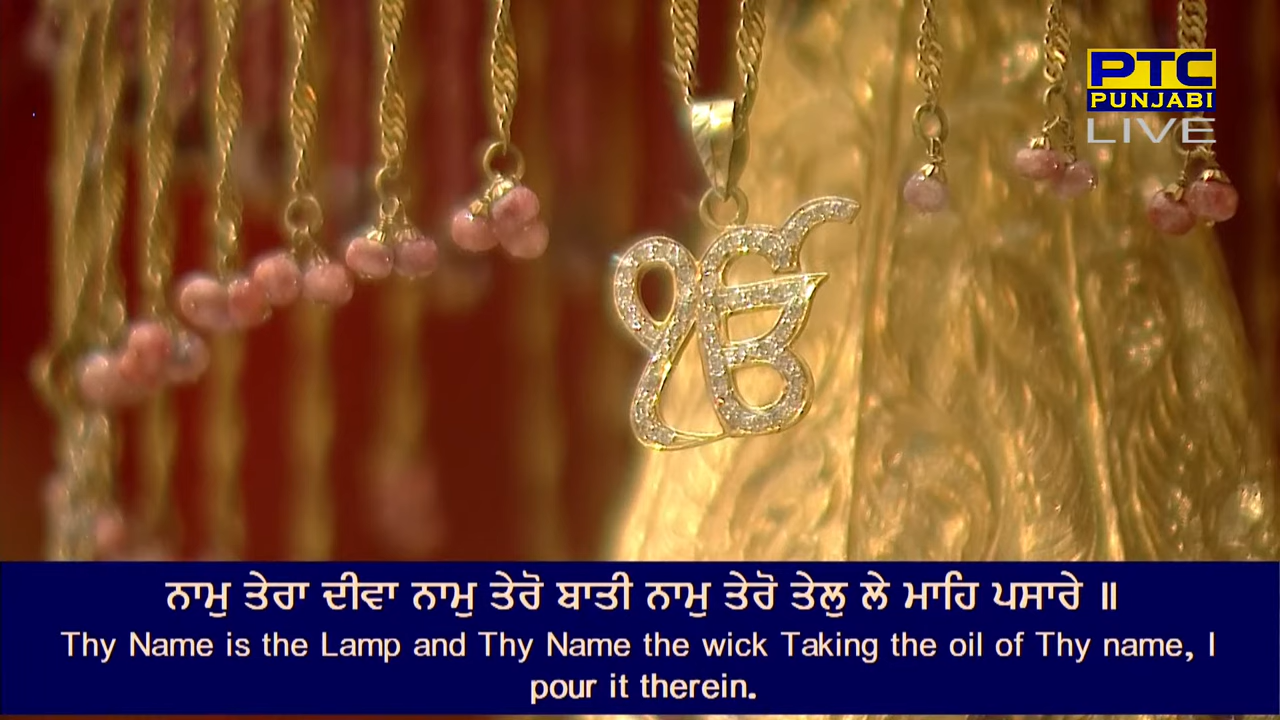 PTC
PUNJABI
LIVE
ੴ
ਨਾਮੁ ਤੇਰਾ ਦੀਵਾ ਨਾਮੁ ਤੇਰੋ ਬਾਤੀ ਨਾਮੁ ਤੇਰੋ ਤੇਲੁ ਲੇ ਮਾਹਿ ਪਸਾਰੇ ॥
Thy Name is the Lamp and Thy Name the wick Taking the oil of Thy name, I
pour it therein.